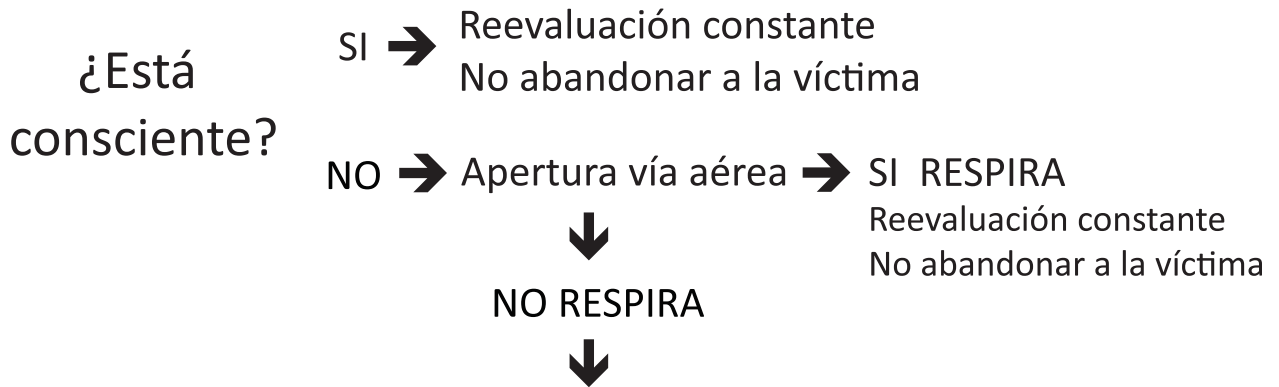 ¿Está
consciente?
SI
Reevaluación constante
No abandonar a la víctima
NO
Apertura vía aérea
SI RESPIRA
Reevaluación constante
No abandonar a la víctima
NO RESPIRA